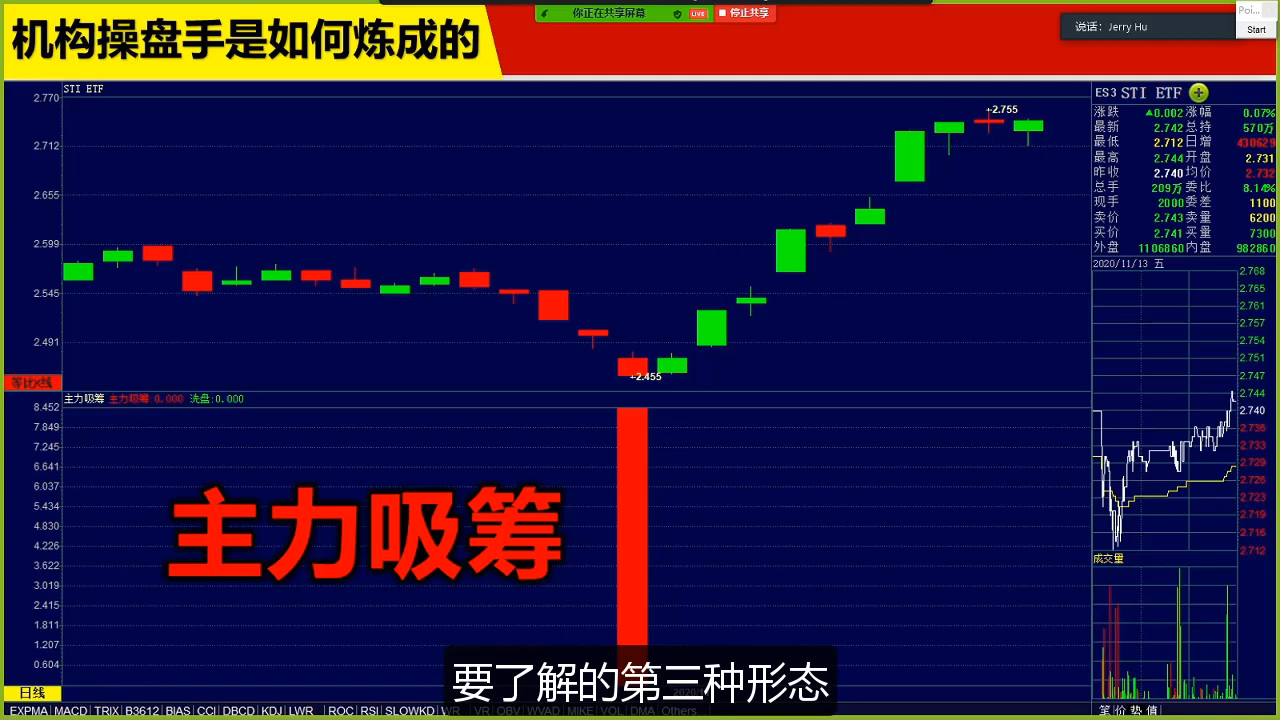 你正在共享屏幕 LIVE 停止共享
说话: Jerry Hu
Poi...
Start
机构操盘手是如何炼成的
STI ETF
2.770
2.712
2.655
2.599
2.545
2.491
+2.755
+2.455
等比K线
主力吸筹 主力吸筹 0.000 洗盘:0.000
8.452
7.849
7.245
6.641
6.037
5.434
4.830
4.226
3.622
3.019
2.415
1.811
1.207
0.604
主力吸筹
要了解的第三种形态
日线
EXPMA MACD TRIX B3612 BIAS CCI DBCD KDJ LWR ROC RSI SLOWKD WR VR OBV WVAD MIKE VOL DMA Others
ES3 STI ETF
涨跌 ▲0.002 涨幅 0.07%
最新 2.742 总持 570万
最低 2.712 日增 430629
最高 2.744 开盘 2.731
昨收 2.740 均价 2.732
总手 209万 委比 8.14%
现手 2000 委差 1100
卖价 2.743 卖量 6200
买价 2.741 买量 7300
外盘 1106860 内盘 982860
2020/11/13 五
2.768
2.765
2.761
2.757
2.754
2.751
2.747
2.744
2.740
2.736
2.733
2.729
2.726
2.723
2.719
2.716
2.712
成交量
笔 价 势 值